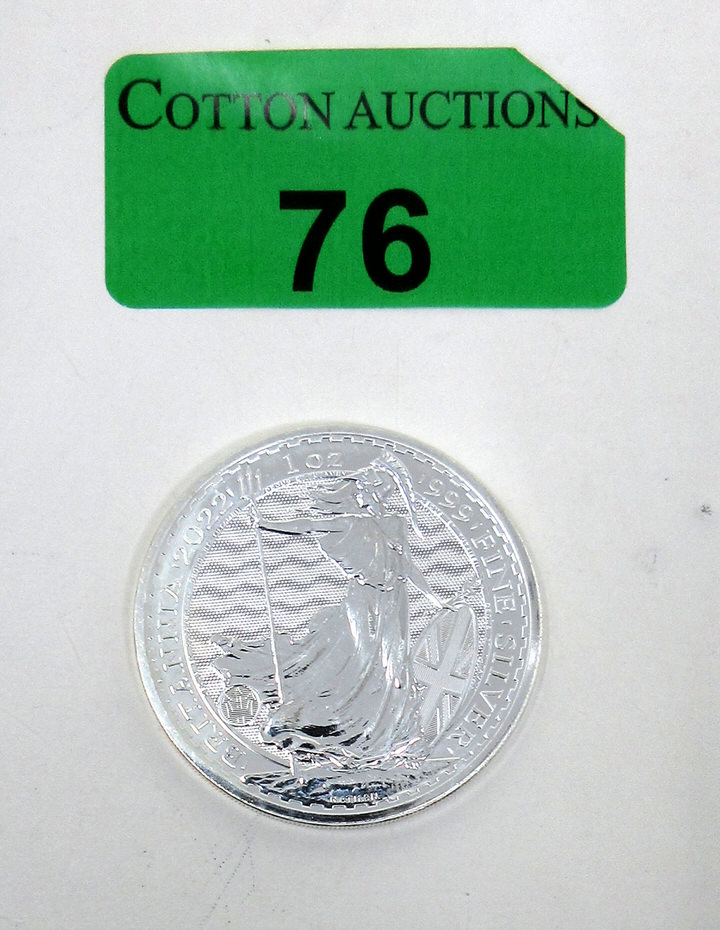 COTTON AUCTIONS
76
BRITANNIA 2022 1 OZ 999 FINE SILVER